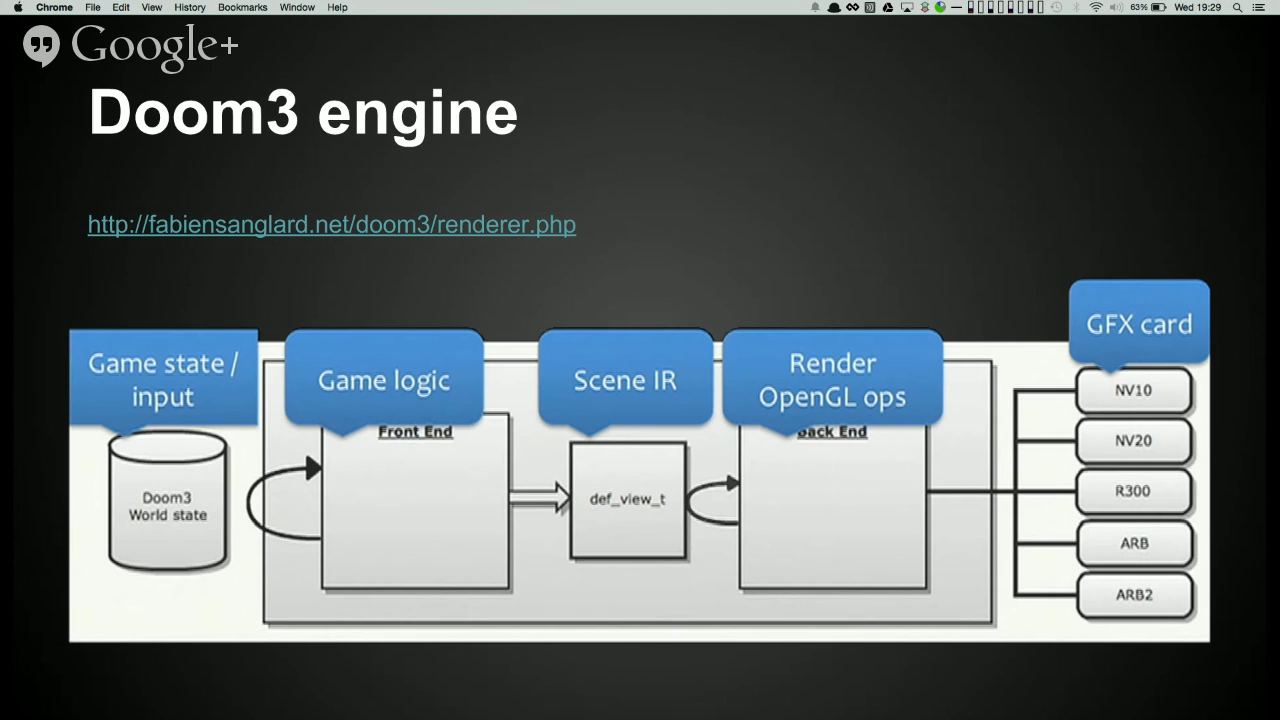 Chrome File Edit View History Bookmarks Window Help 63% Wed 19:29
Google+
Doom3 engine
http://fabiensanglard.net/doom3/renderer.php
GFX card
Game state /
input
Game logic
Scene IR
Render
OpenGL ops
Front End
Back End
Doom3
World state
def_view_t
NV10
NV20
R300
ARB
ARB2